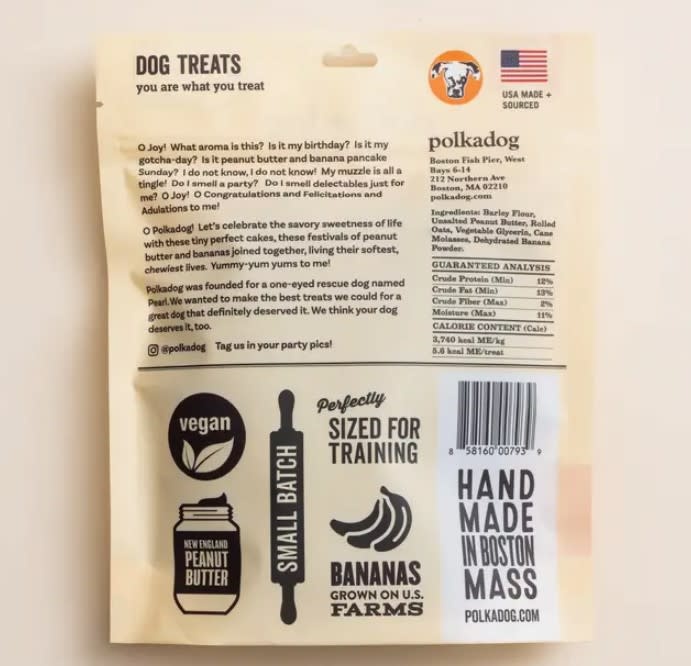 DOG TREATS
you are what you treat
USA MADE +
SOURCED
O Joy! What aroma is this? Is it my birthday? Is it my
gotcha-day? Is it peanut butter and banana pancake
Sunday? I do not know, I do not know! My muzzle is all a
tingle! Do I smell a party? Do I smell delectables just for
me? O Joy! O Congratulations and Felicitations and
Adulations to me!
O Polkadog! Let's celebrate the savory sweetness of life
with these tiny perfect cakes, these festivals of peanut
butter and bananas joined together, living their softest,
chewiest lives. Yummy-yum yums to me!
Polkadog was founded for a one-eyed rescue dog named
Pearl. We wanted to make the best treats we could for a
great dog that definitely deserved it. We think your dog
deserves it, too.
@polkadog Tag us in your party pics!
polkadog
Boston Fish Pier, West
Bays 6-14
212 Northern Ave
Boston, MA 02210
polkadog.com
Ingredients: Barley Flour,
Unsalted Peanut Butter, Rolled
Oats, Vegetable Glycerin, Cane
Molasses, Dehydrated Banana
Powder.
GUARANTEED ANALYSIS
Crude Protein (Min) 12%
Crude Fat (Min) 13%
Crude Fiber (Max) 2%
Moisture (Max) 11%
CALORIE CONTENT (Calc)
3,740 kcal ME/kg
5.6 kcal ME/treat
vegan
NEW ENGLAND
PEANUT
BUTTER
SMALL BATCH
Perfectly
SIZED FOR
TRAINING
BANANAS
GROWN ON U.S.
FARMS
8 58160 00793 9
HAND
MADE
IN BOSTON
MASS
POLKADOG.COM